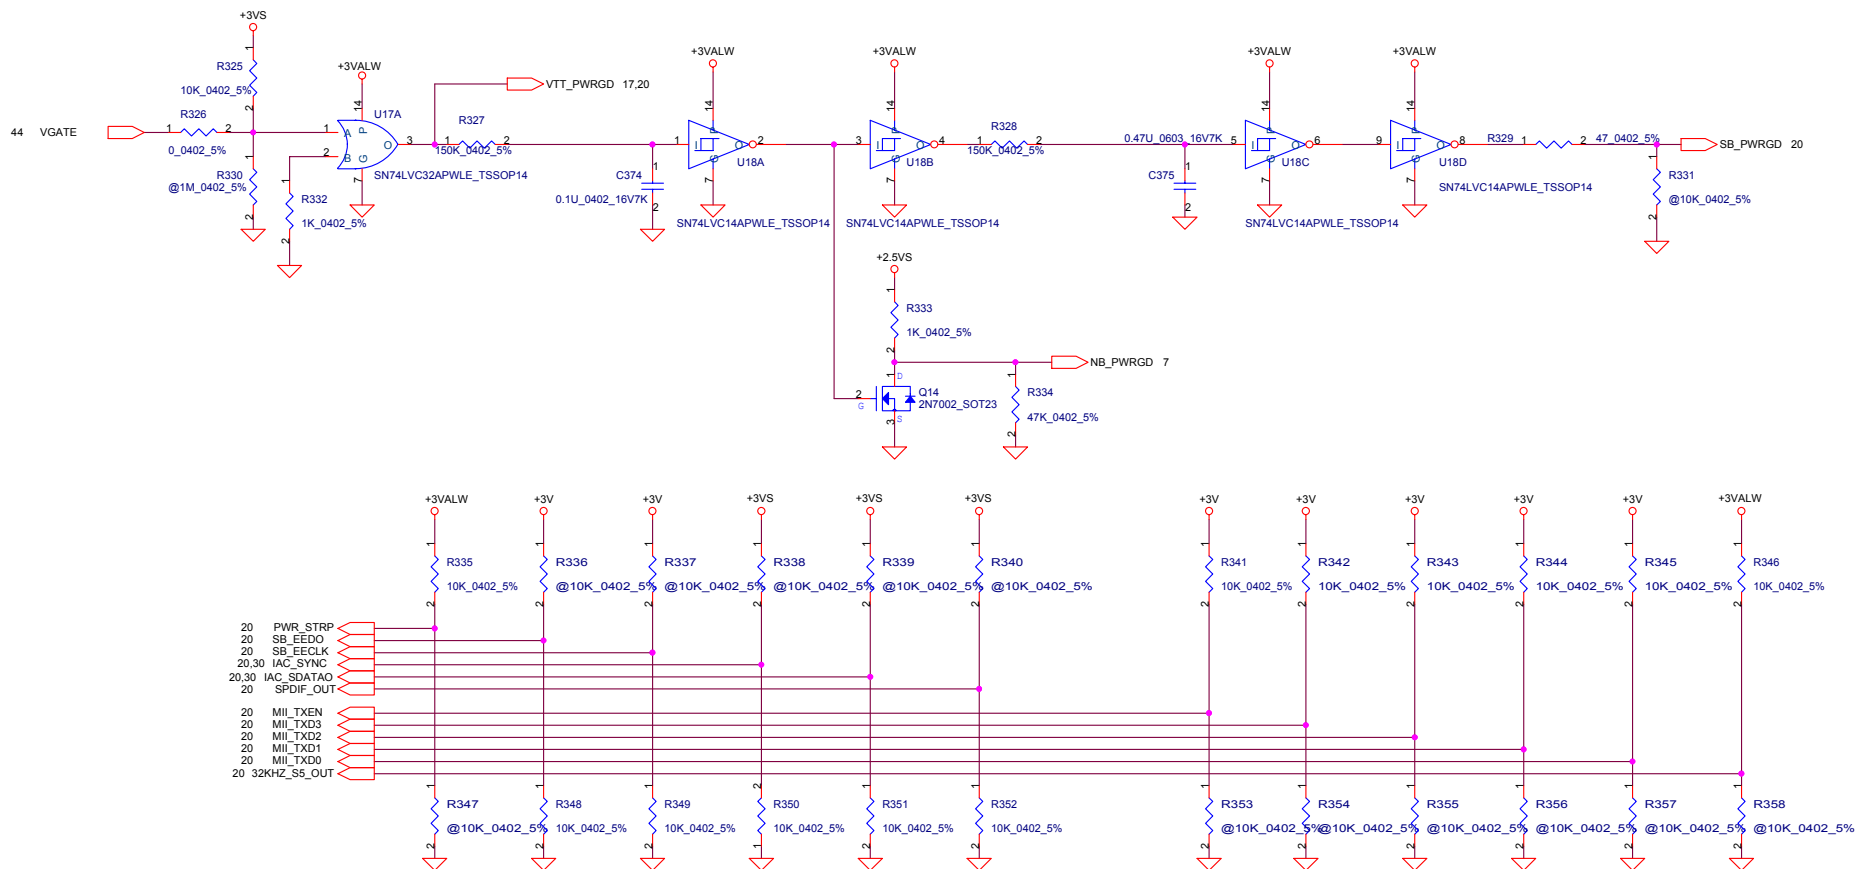 +3VS
R325
10K_0402_5%
+3VALW
+3VALW
+3VALW
+3VALW
+3VALW
VTT_PWRGD 17,20
R326
U17A
44 VGATE
0_0402_5%
R327
150K_0402_5%
U18A
U18B
R328
150K_0402_5%
0.47U_0603_16V7K
U18C
U18D
R329
47_0402_5%
SB_PWRGD 20
R330
@1M_0402_5%
SN74LVC32APWLE_TSSOP14
R332
1K_0402_5%
C374
0.1U_0402_16V7K
SN74LVC14APWLE_TSSOP14
SN74LVC14APWLE_TSSOP14
C375
SN74LVC14APWLE_TSSOP14
SN74LVC14APWLE_TSSOP14
R331
@10K_0402_5%
+2.5VS
R333
1K_0402_5%
NB_PWRGD 7
Q14
2N7002_SOT23
R334
47K_0402_5%
+3VALW
+3V
+3V
+3VS
+3VS
+3VS
+3V
+3V
+3V
+3V
+3V
+3VALW
R335
10K_0402_5%
R336
@10K_0402_5%
R337
@10K_0402_5%
R338
@10K_0402_5%
R339
@10K_0402_5%
R340
@10K_0402_5%
R341
10K_0402_5%
R342
10K_0402_5%
R343
10K_0402_5%
R344
10K_0402_5%
R345
10K_0402_5%
R346
10K_0402_5%
20 PWR_STRP
20 SB_EEDO
20 SB_EECLK
20,30 IAC_SYNC
20,30 IAC_SDATAO
20 SPDIF_OUT
20 MII_TXEN
20 MII_TXD3
20 MII_TXD2
20 MII_TXD1
20 MII_TXD0
20 32KHZ_S5_OUT
R347
@10K_0402_5%
R348
10K_0402_5%
R349
10K_0402_5%
R350
10K_0402_5%
R351
10K_0402_5%
R352
10K_0402_5%
R353
@10K_0402_5%
R354
@10K_0402_5%
R355
@10K_0402_5%
R356
@10K_0402_5%
R357
@10K_0402_5%
R358
@10K_0402_5%